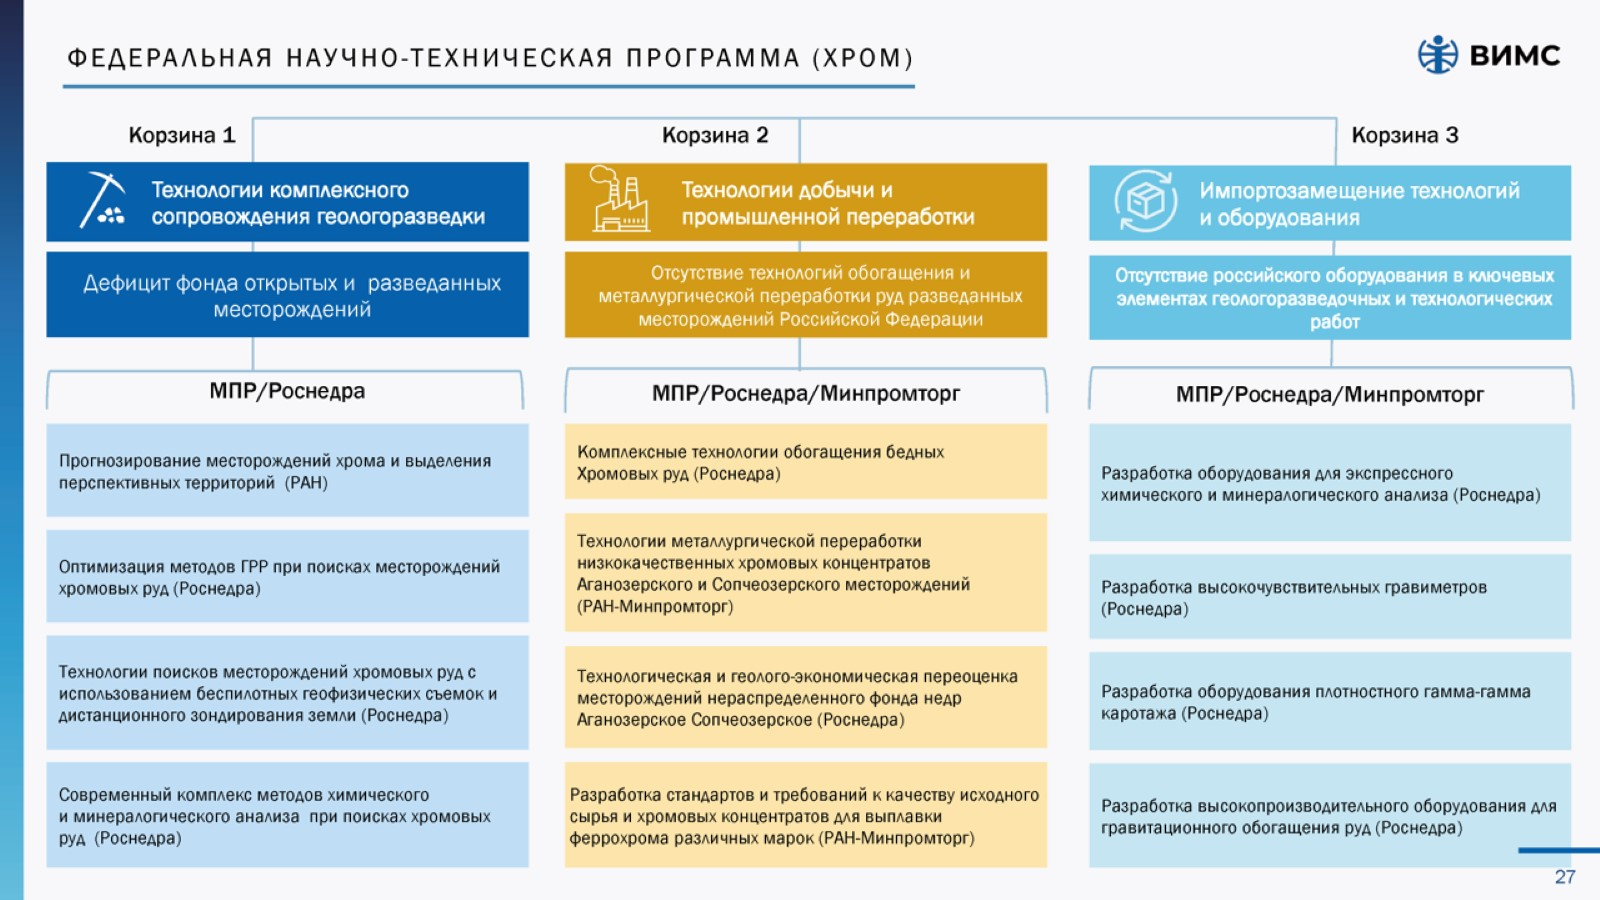 ФЕДЕРАЛЬНАЯ НАУЧНО-ТЕХНИЧЕСКАЯ ПРОГРАММА (ХРОМ)
ВИМС
Корзина 1
Технологии комплексного
сопровождения геологоразведки
Дефицит фонда открытых и разведанных
месторождений
МПР/Роснедра
Прогнозирование месторождений хрома и выделения
перспективных территорий (РАН)
Оптимизация методов ГРР при поисках месторождений
хромовых руд (Роснедра)
Технологии поисков месторождений хромовых руд с
использованием беспилотных геофизических съемок и
дистанционного зондирования земли (Роснедра)
Современный комплекс методов химического
и минералогического анализа при поисках хромовых
руд (Роснедра)
Корзина 2
Технологии добычи и
промышленной переработки
Отсутствие технологий обогащения и
металлургической переработки руд разведанных
месторождений Российской Федерации
МПР/Роснедра/Минпромторг
Комплексные технологии обогащения бедных
Хромовых руд (Роснедра)
Технологии металлургической переработки
низкокачественных хромовых концентратов
Аганозерского и Сопчеозерского месторождений
(РАН-Минпромторг)
Технологическая и геолого-экономическая переоценка
месторождений нераспределенного фонда недр
Аганозерское Сопчеозерское (Роснедра)
Разработка стандартов и требований к качеству исходного
сырья и хромовых концентратов для выплавки
феррохрома различных марок (РАН-Минпромторг)
Корзина 3
Импортозамещение технологий
и оборудования
Отсутствие российского оборудования в ключевых
элементах геологоразведочных и технологических
работ
МПР/Роснедра/Минпромторг
Разработка оборудования для экспрессного
химического и минералогического анализа (Роснедра)
Разработка высокочувствительных гравиметров
(Роснедра)
Разработка оборудования плотностного гамма-гамма
каротажа (Роснедра)
Разработка высокопроизводительного оборудования для
гравитационного обогащения руд (Роснедра)
27